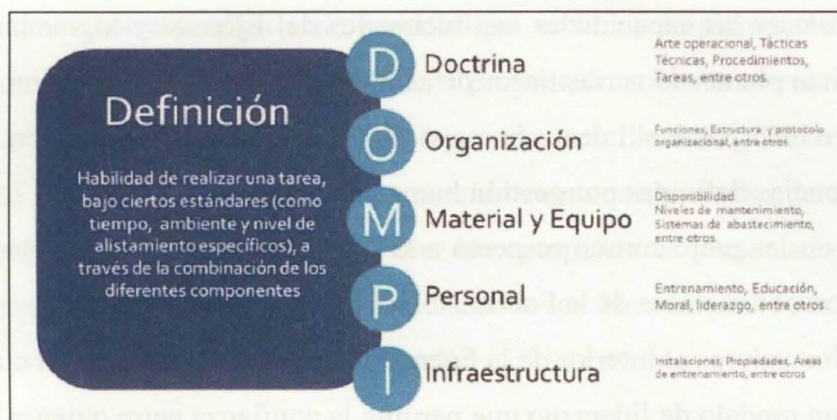 Definición
Habilidad de realizar una tarea,
bajo ciertos estándares (como
tiempo, ambiente y nivel de
alistamiento específicos), a
través de la combinación de los
diferentes componentes
D Doctrina
Arte operacional, Tácticas
Técnicas, Procedimientos,
Tareas, entre otros.
O Organización
Funciones, Estructura y protocolo
organizacional, entre otros
M Material y Equipo
Disponibilidad
Niveles de mantenimiento,
Sistemas de abastecimiento,
entre otros
P Personal
Entrenamiento, Educación,
Moral, liderazgo, entre otros
I Infraestructura
Instalaciones, Propiedades, Áreas
de entrenamiento, entre otros